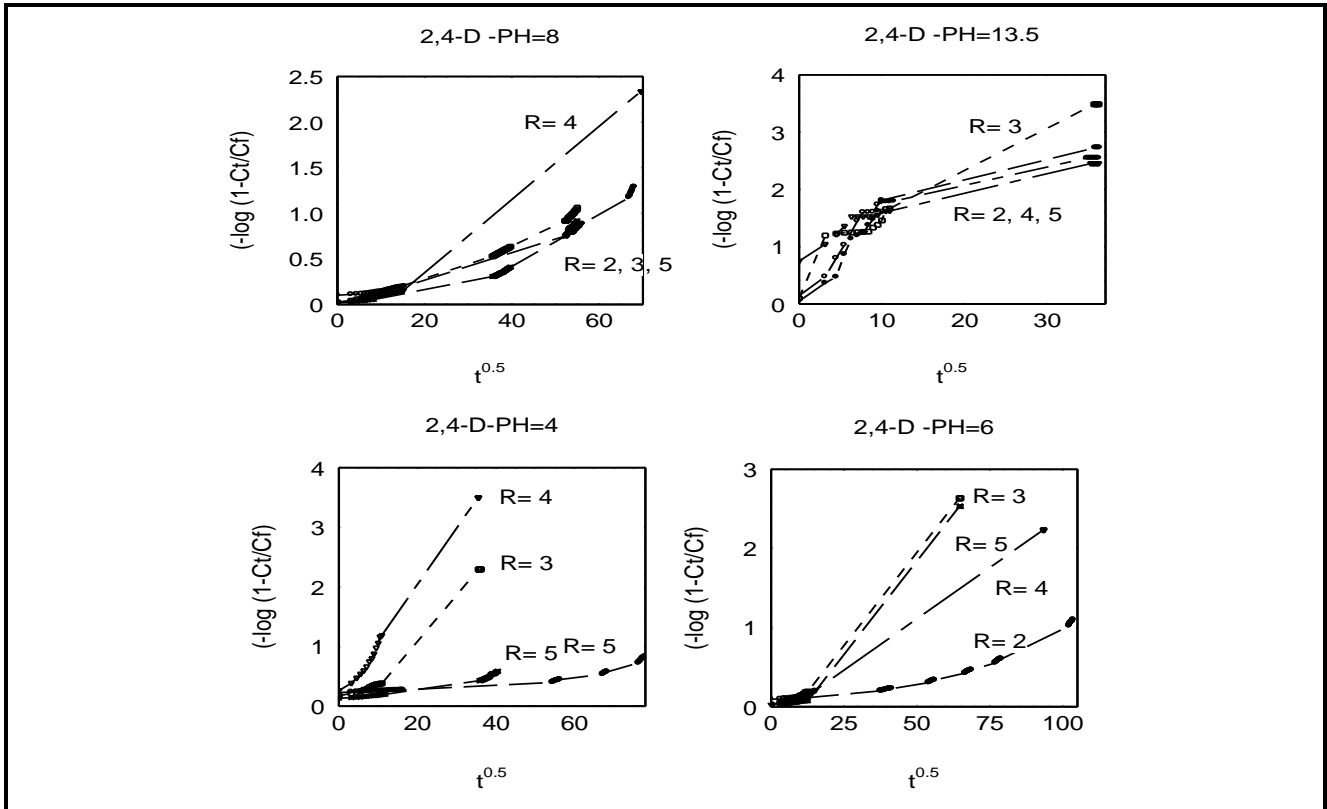 2,4-D -PH=8
2.5
2.0
1.5
1.0
0.5
0
0 20 40 60
(-log (1-Ct/Cf)
t0.5
R= 4
R= 2, 3, 5
2,4-D -PH=13.5
4
3
2
1
0
0 10 20 30
(-log (1-Ct/Cf)
t0.5
R= 3
R= 2, 4, 5
2,4-D-PH=4
4
3
2
1
0
0 20 40 60
(-log (1-Ct/Cf)
t0.5
R= 4
R= 3
R= 5 R= 5
2,4-D -PH=6
3
2
1
0
0 25 50 75 100
(-log (1-Ct/Cf)
t0.5
R= 3
R= 5
R= 4
R= 2